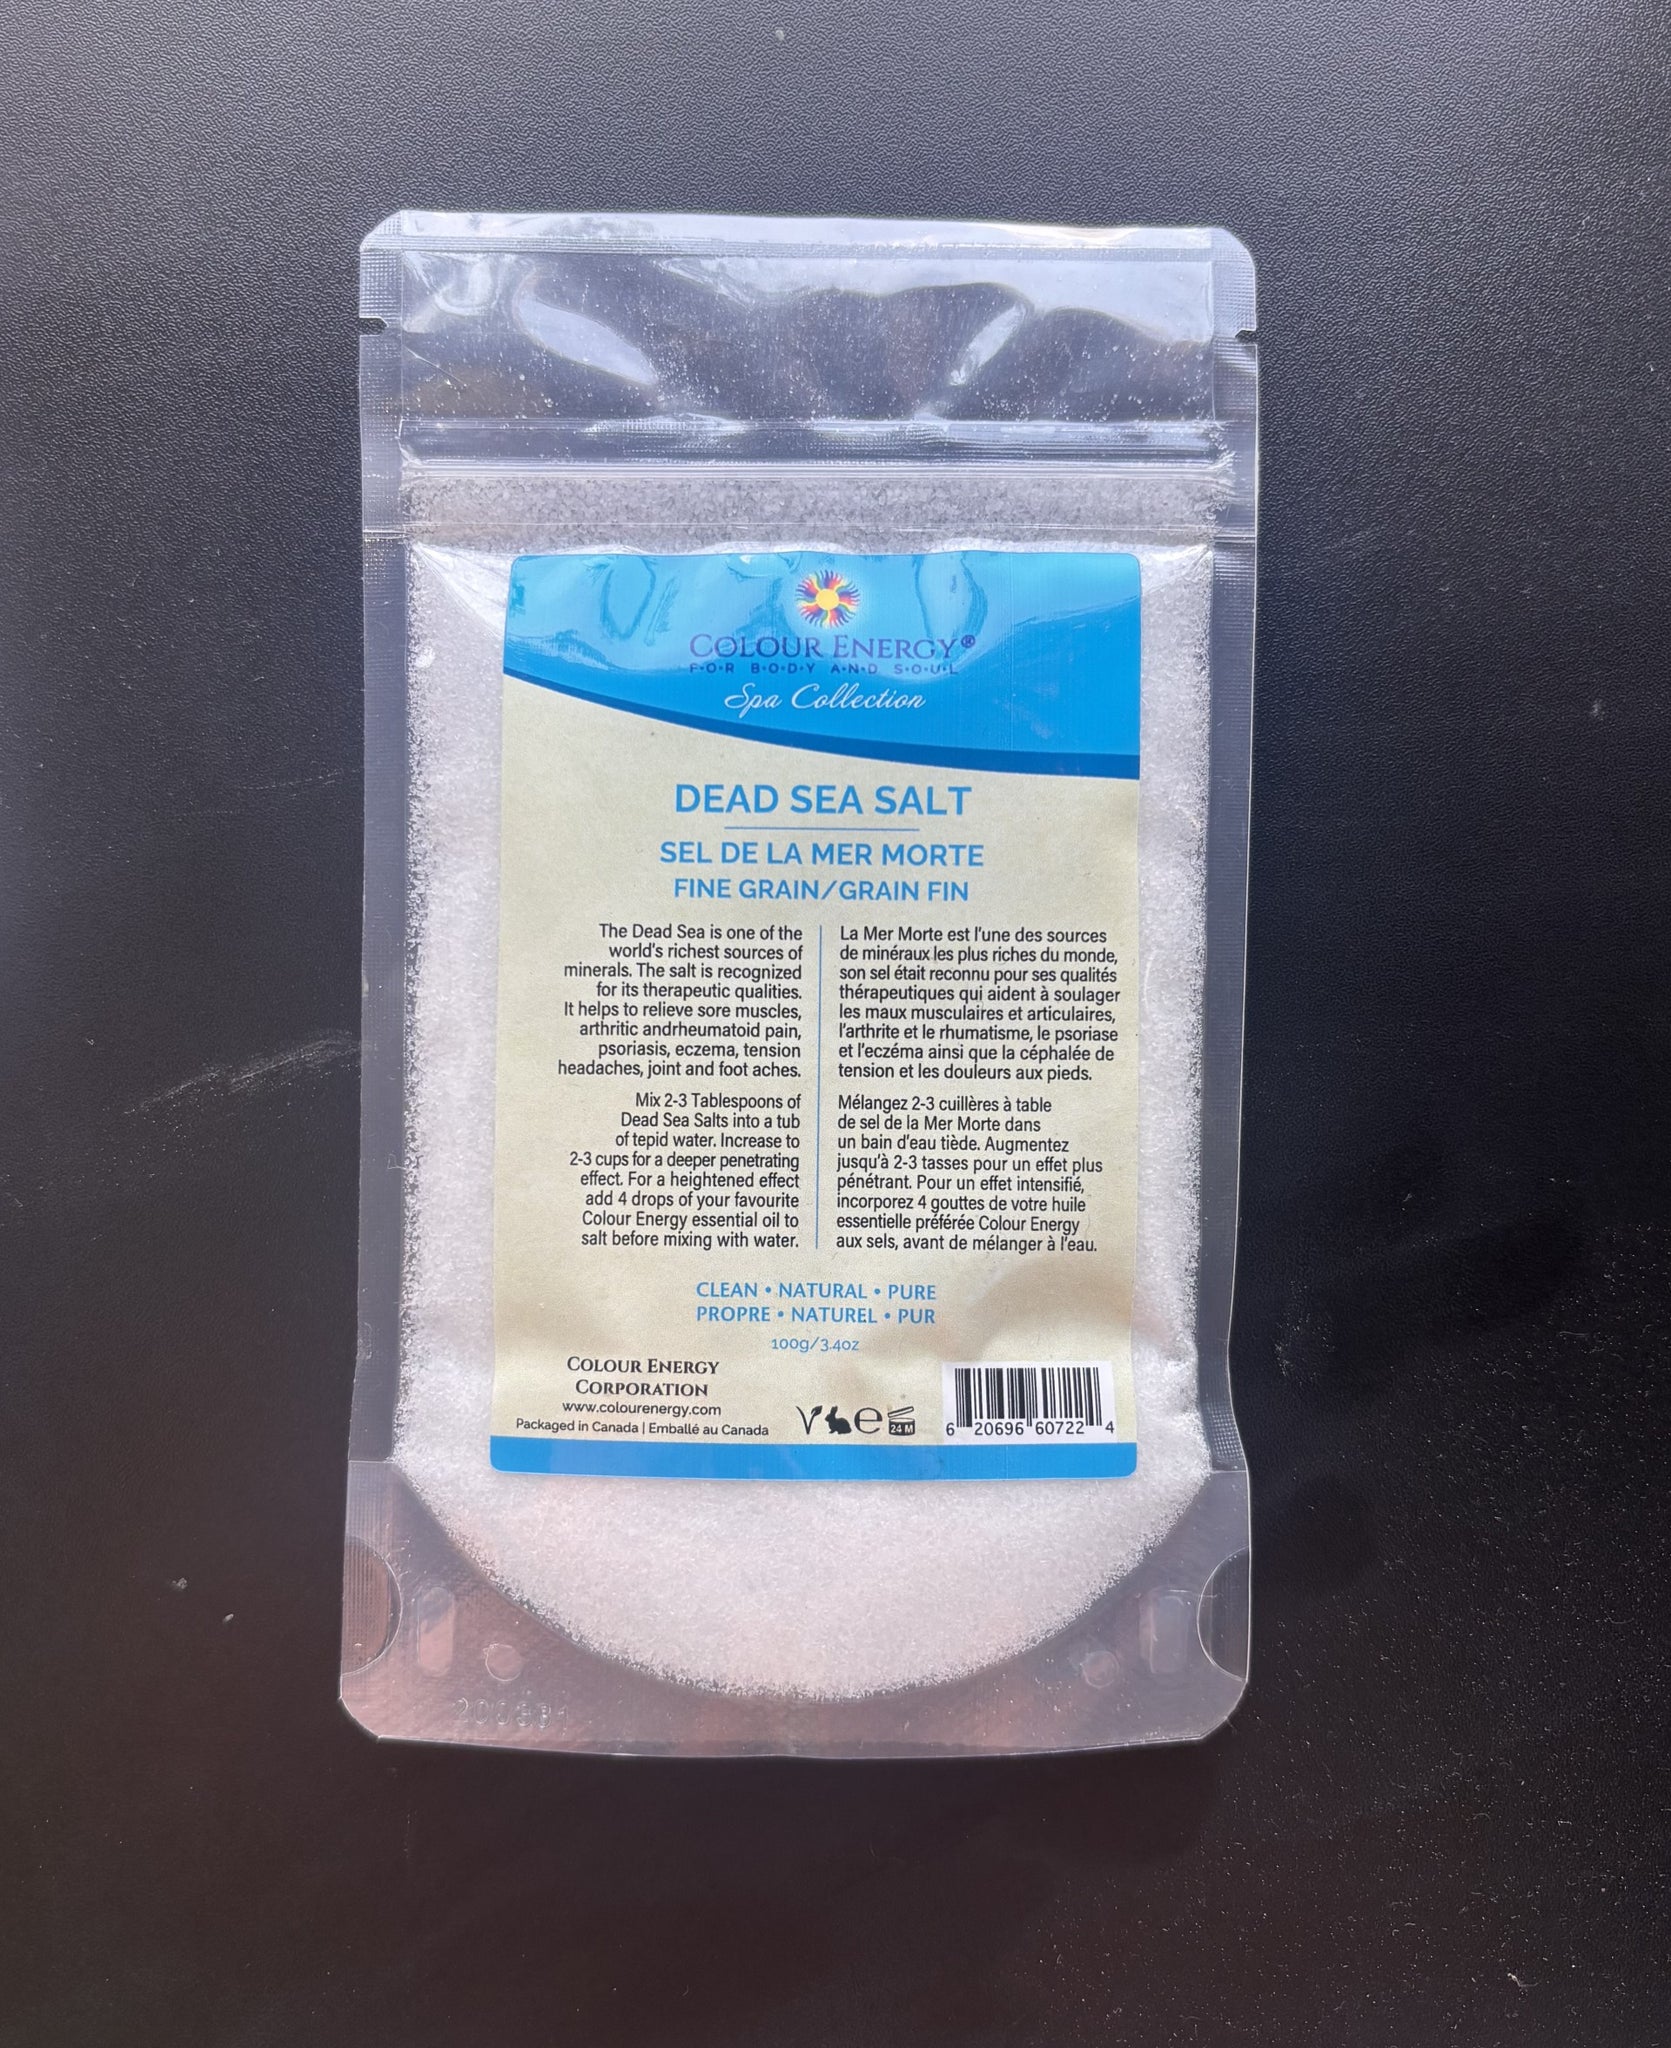 COLOUR ENERGY®
F·O·R B·O·D·Y A·N·D S·O·U·L
Spa Collection
DEAD SEA SALT
SEL DE LA MER MORTE
FINE GRAIN/GRAIN FIN
The Dead Sea is one of the
world's richest sources of
minerals. The salt is recognized
for its therapeutic qualities.
It helps to relieve sore muscles,
arthritic andrheumatoid pain,
psoriasis, eczema, tension
headaches, joint and foot aches.
Mix 2-3 Tablespoons of
Dead Sea Salts into a tub
of tepid water. Increase to
2-3 cups for a deeper penetrating
effect. For a heightened effect
add 4 drops of your favourite
Colour Energy essential oil to
salt before mixing with water.
La Mer Morte est l'une des sources
de minéraux les plus riches du monde,
son sel était reconnu pour ses qualités
thérapeutiques qui aident à soulager
les maux musculaires et articulaires,
l'arthrite et le rhumatisme, le psoriase
et l'eczéma ainsi que la céphalée de
tension et les douleurs aux pieds.
Mélangez 2-3 cuillères à table
de sel de la Mer Morte dans
un bain d'eau tiède. Augmentez
jusqu'à 2-3 tasses pour un effet plus
pénétrant. Pour un effet intensifié,
incorporez 4 gouttes de votre huile
essentielle préférée Colour Energy
aux sels, avant de mélanger à l'eau.
CLEAN • NATURAL • PURE
PROPRE • NATUREL • PUR
100g/3.4oz
COLOUR ENERGY
CORPORATION
www.colourenergy.com
Packaged in Canada | Emballé au Canada
V e 24 M
6 20696 60722 4